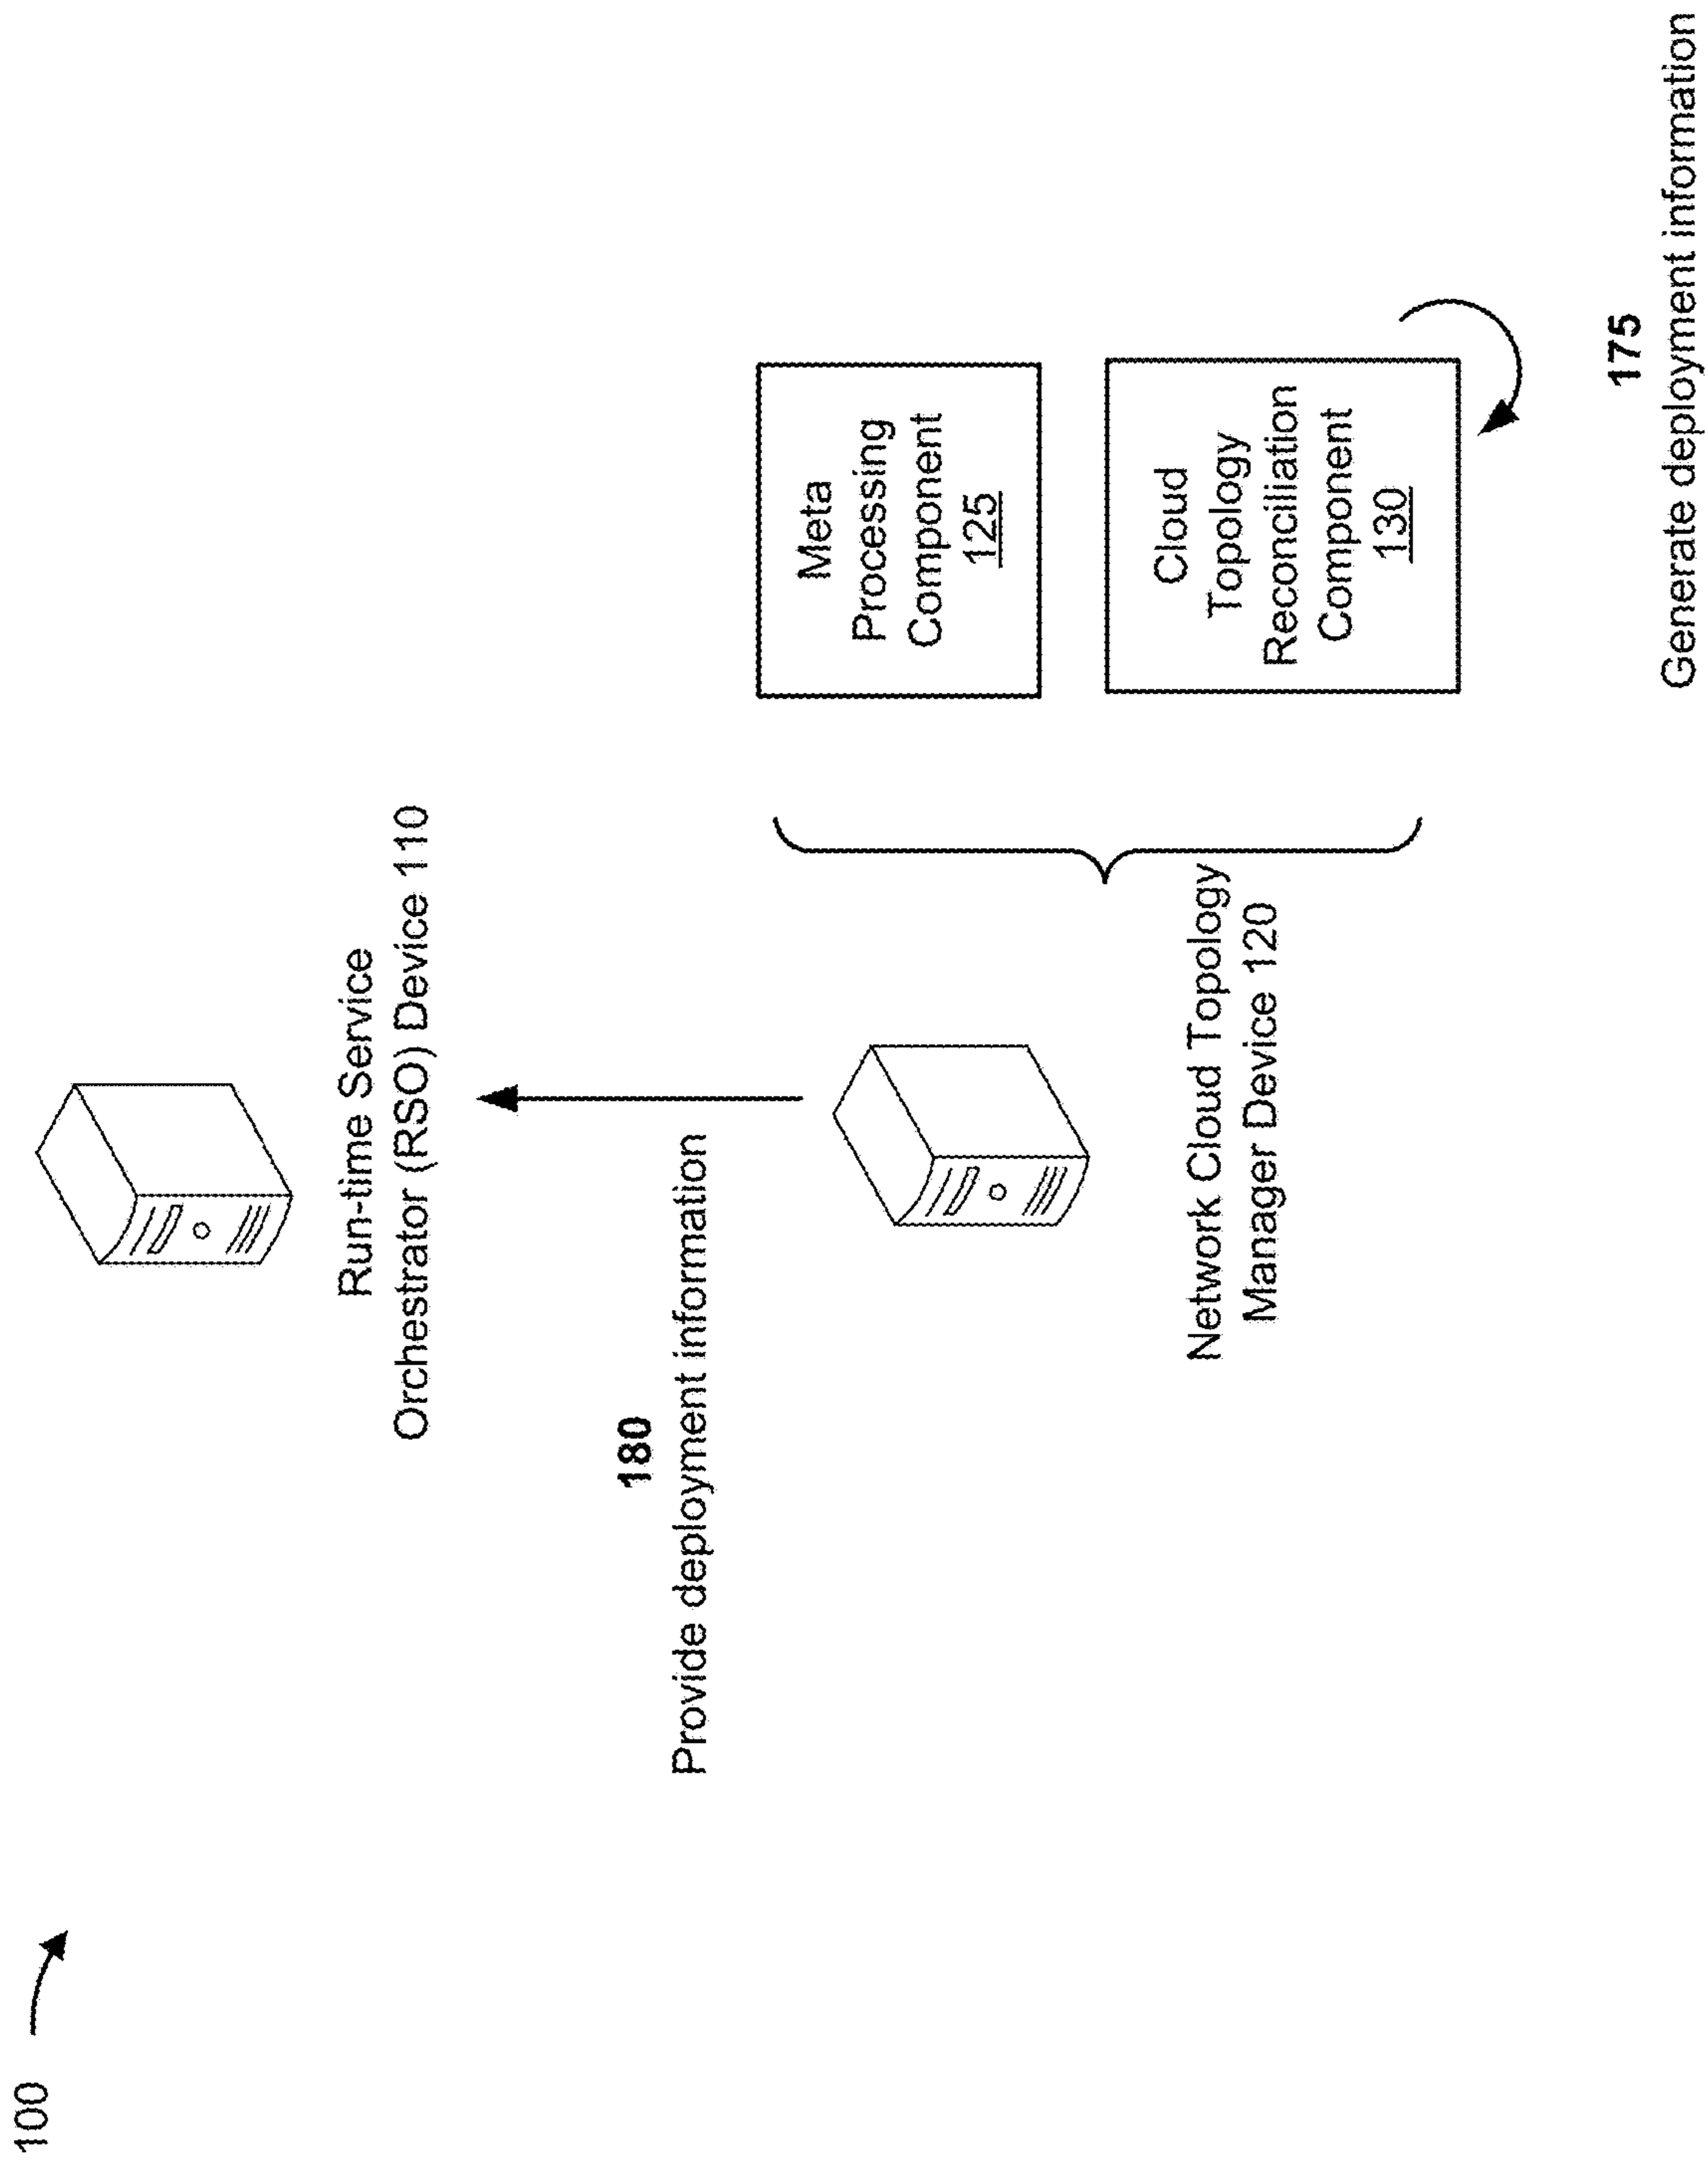 100
Run-time Service
Orchestrator (RSO) Device 110
180
Provide deployment information
Network Cloud Topology
Manager Device 120
Meta
Processing
Component
125
Cloud
Topology
Reconciliation
Component
130
175
Generate deployment information